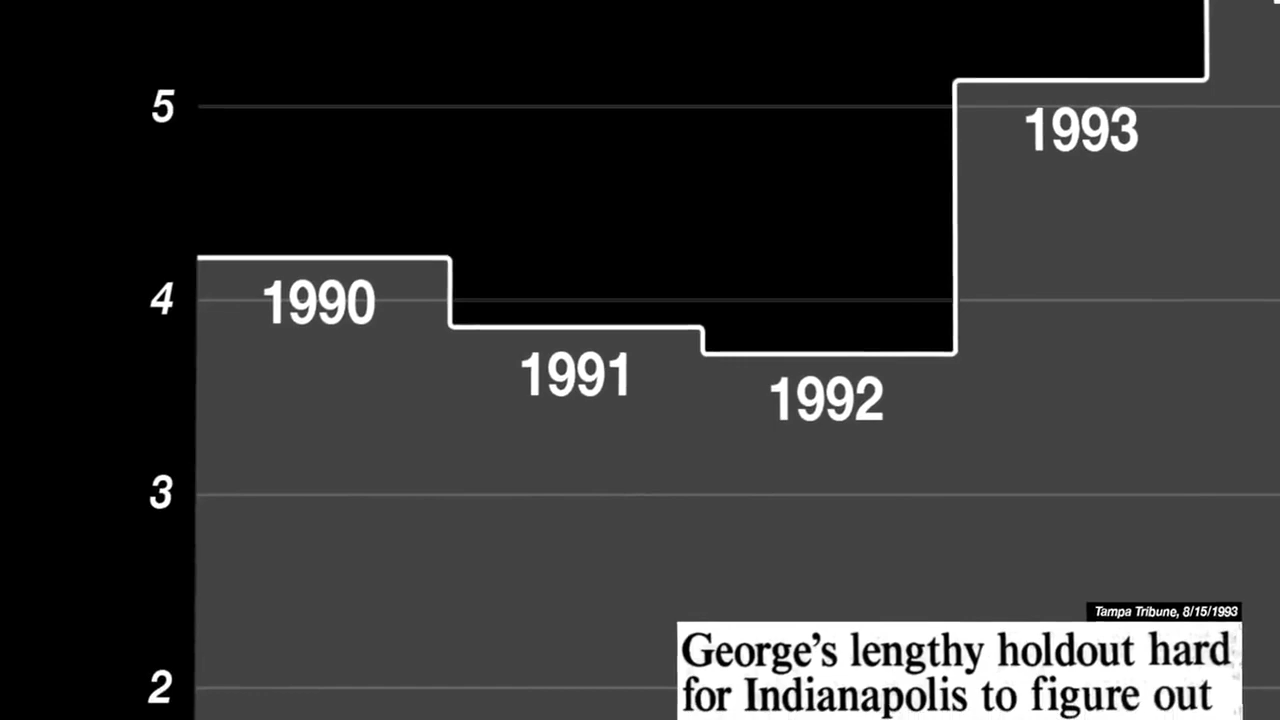 5
1993
4
1990
1991
1992
3
Tampa Tribune, 8/15/1993
George's lengthy holdout hard
for Indianapolis to figure out
2